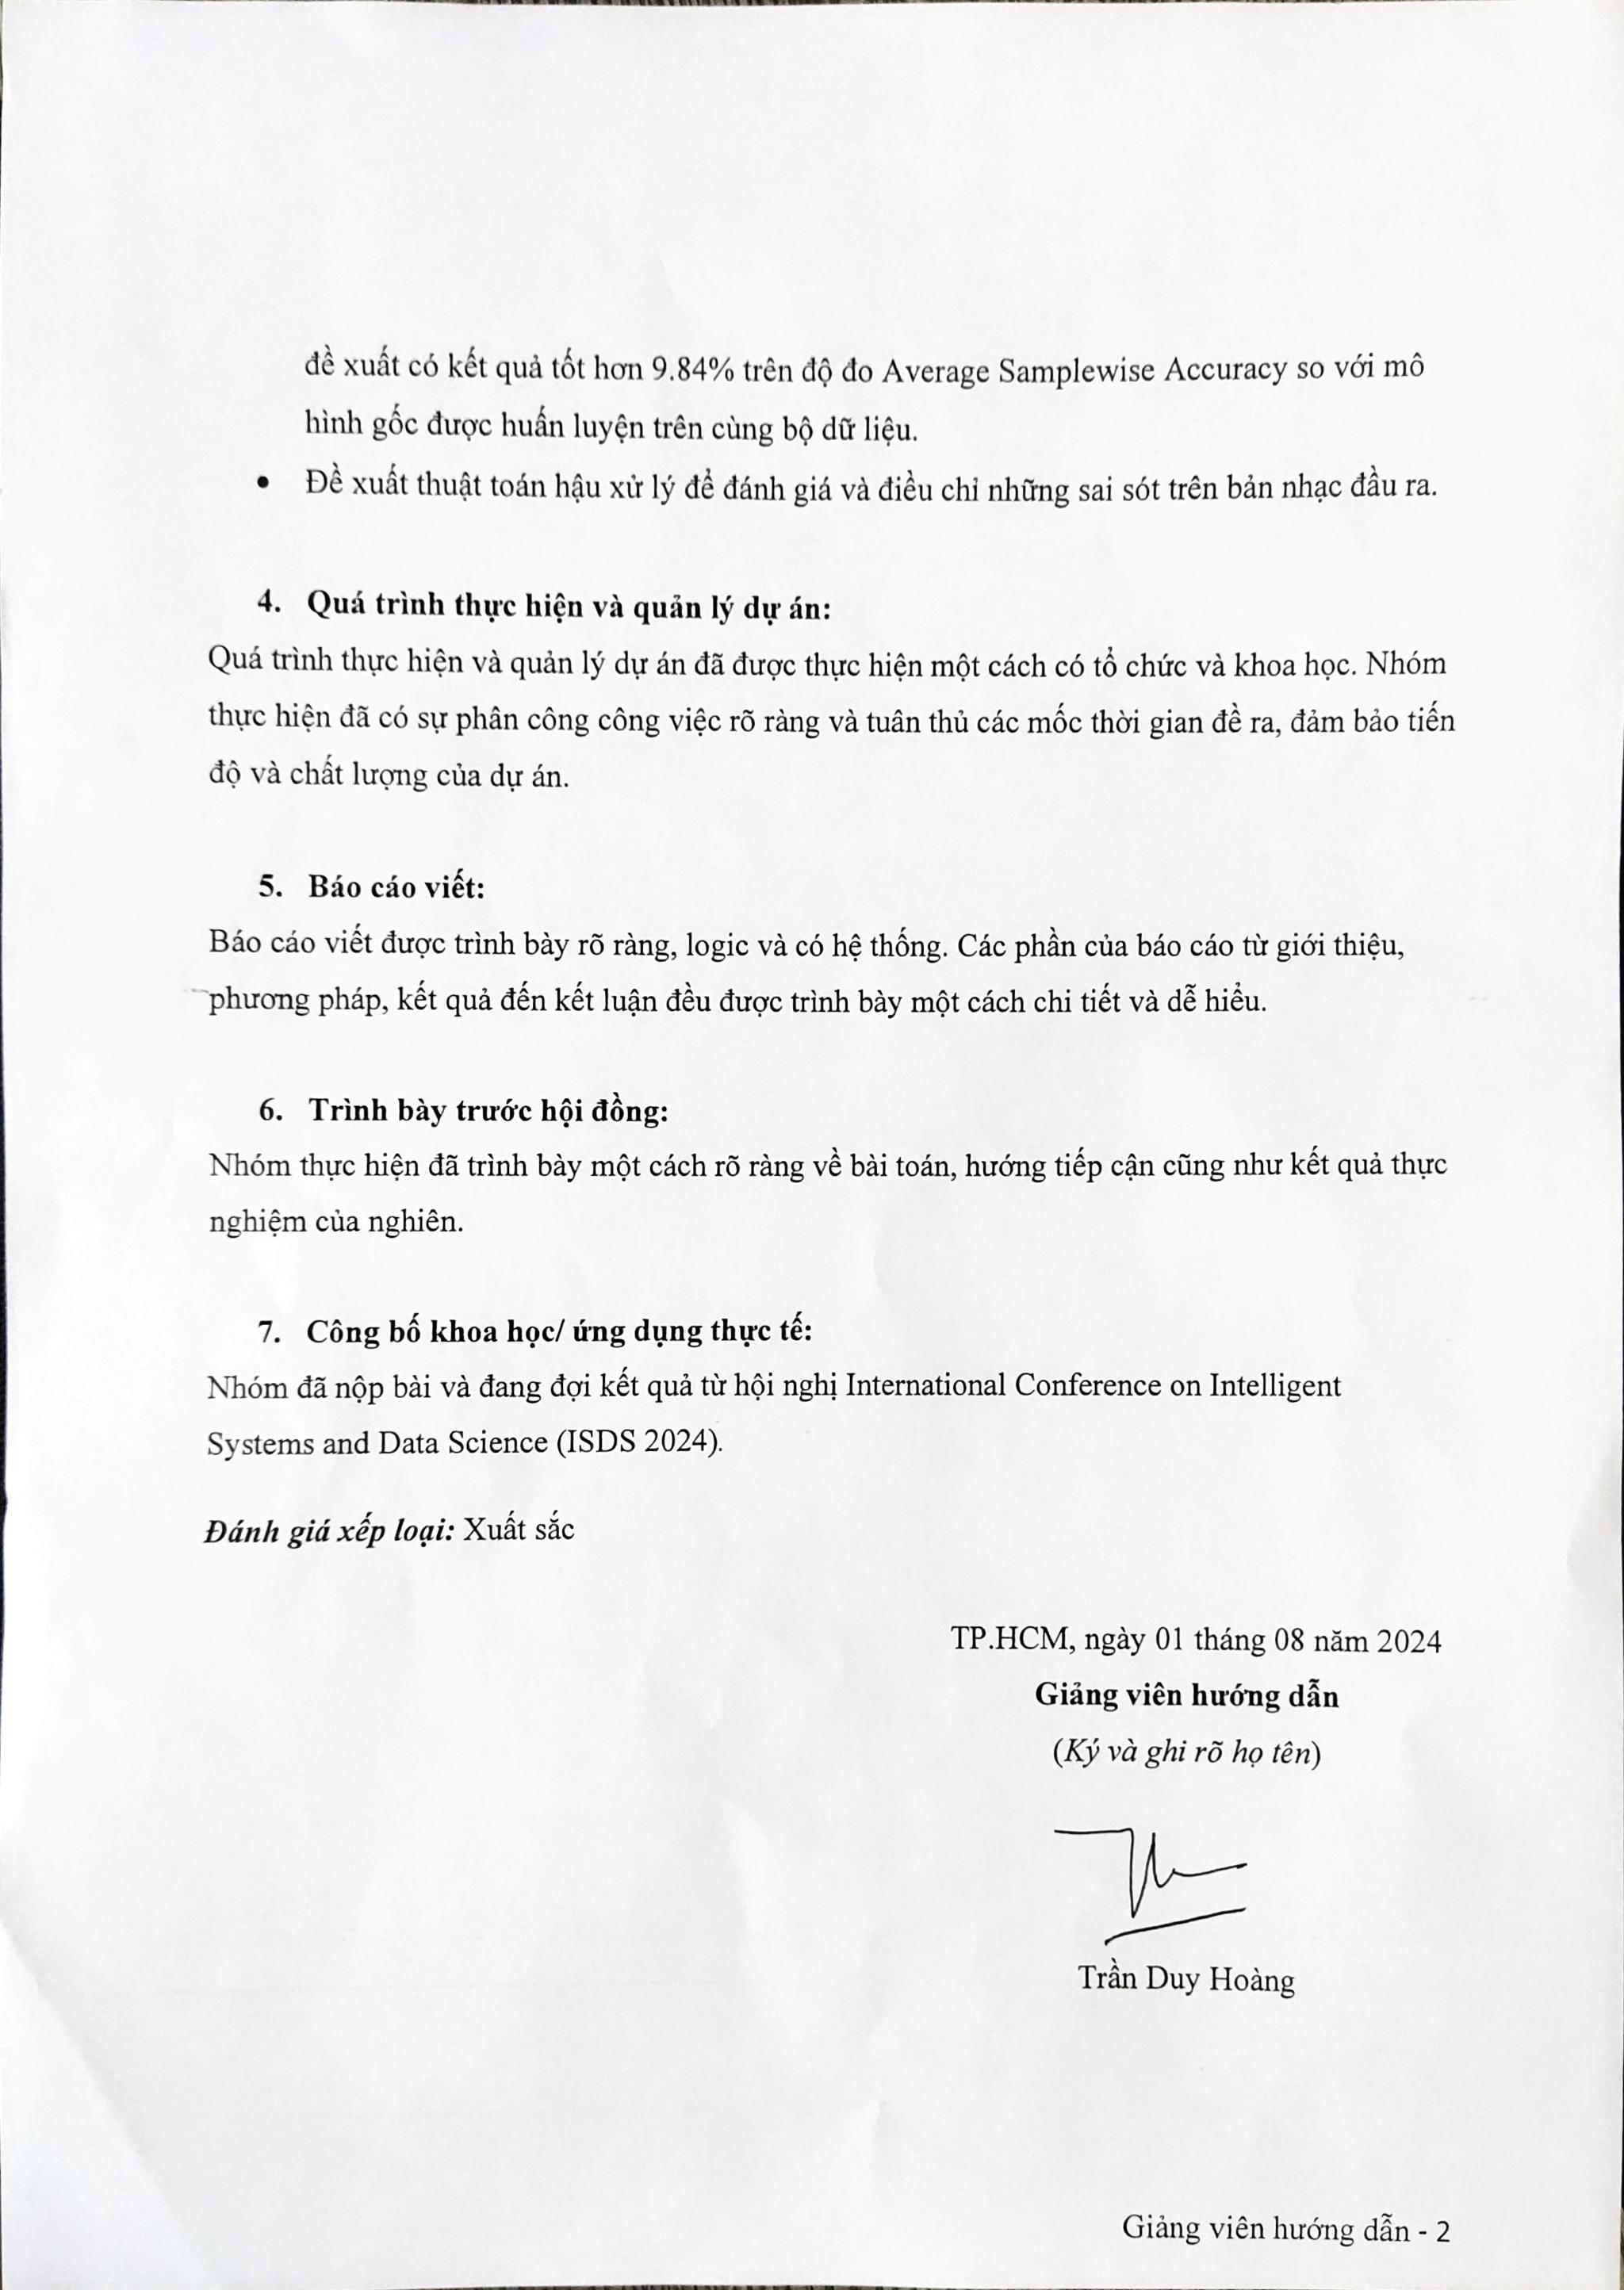 đề xuất có kết quả tốt hơn 9.84% trên độ đo Average Samplewise Accuracy so với mô
hình gốc được huấn luyện trên cùng bộ dữ liệu.
• Đề xuất thuật toán hậu xử lý để đánh giá và điều chỉ những sai sót trên bản nhạc đầu ra.
4. Quá trình thực hiện và quản lý dự án:
Quá trình thực hiện và quản lý dự án đã được thực hiện một cách có tổ chức và khoa học. Nhóm
thực hiện đã có sự phân công công việc rõ ràng và tuân thủ các mốc thời gian đề ra, đảm bảo tiến
độ và chất lượng của dự án.
5. Báo cáo viết:
Báo cáo viết được trình bày rõ ràng, logic và có hệ thống. Các phần của báo cáo từ giới thiệu,
phương pháp, kết quả đến kết luận đều được trình bày một cách chi tiết và dễ hiểu.
6. Trình bày trước hội đồng:
Nhóm thực hiện đã trình bày một cách rõ ràng về bài toán, hướng tiếp cận cũng như kết quả thực
nghiệm của nghiên.
7. Công bố khoa học/ ứng dụng thực tế:
Nhóm đã nộp bài và đang đợi kết quả từ hội nghị International Conference on Intelligent
Systems and Data Science (ISDS 2024).
Đánh giá xếp loại: Xuất sắc
TP.HCM, ngày 01 tháng 08 năm 2024
Giảng viên hướng dẫn
(Ký và ghi rõ họ tên)
Trần Duy Hoàng
Giảng viên hướng dẫn - 2